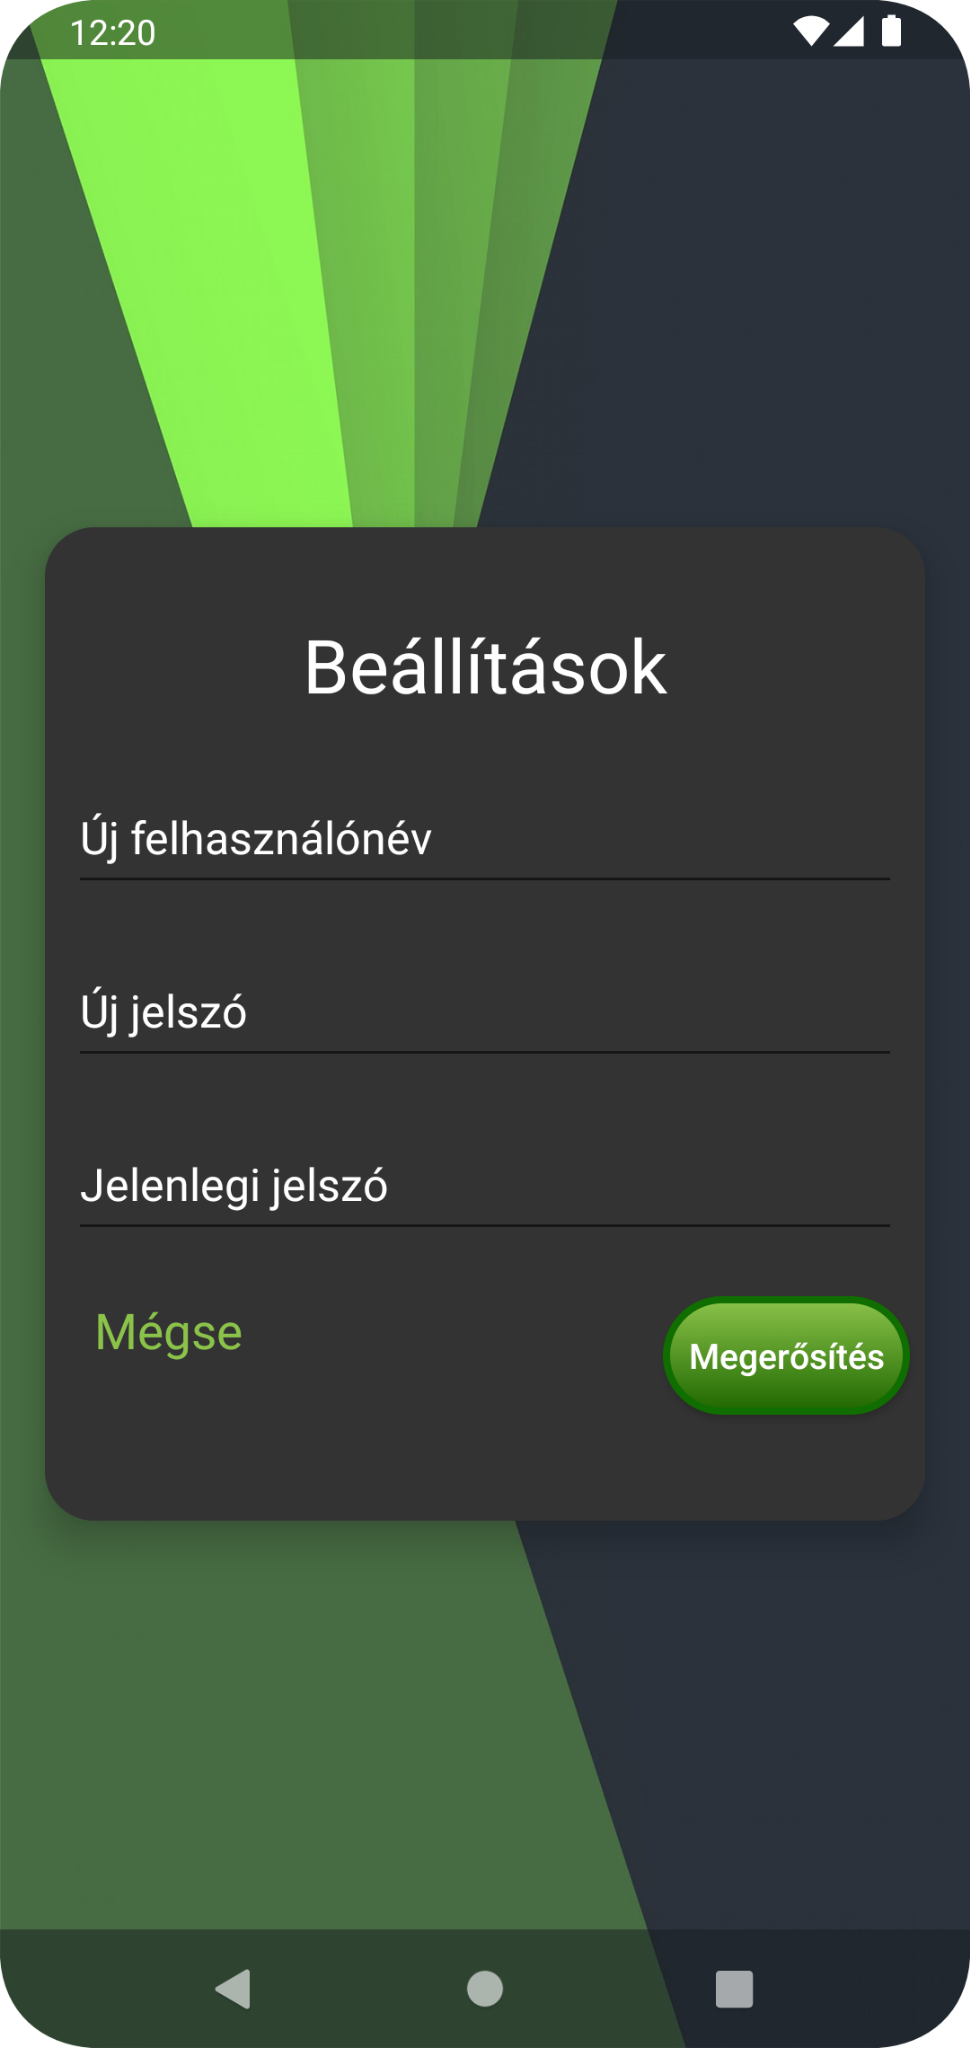 12:20
Beállítások
Új felhasználónév
Új jelszó
Jelenlegi jelszó
Mégse
Megerősítés